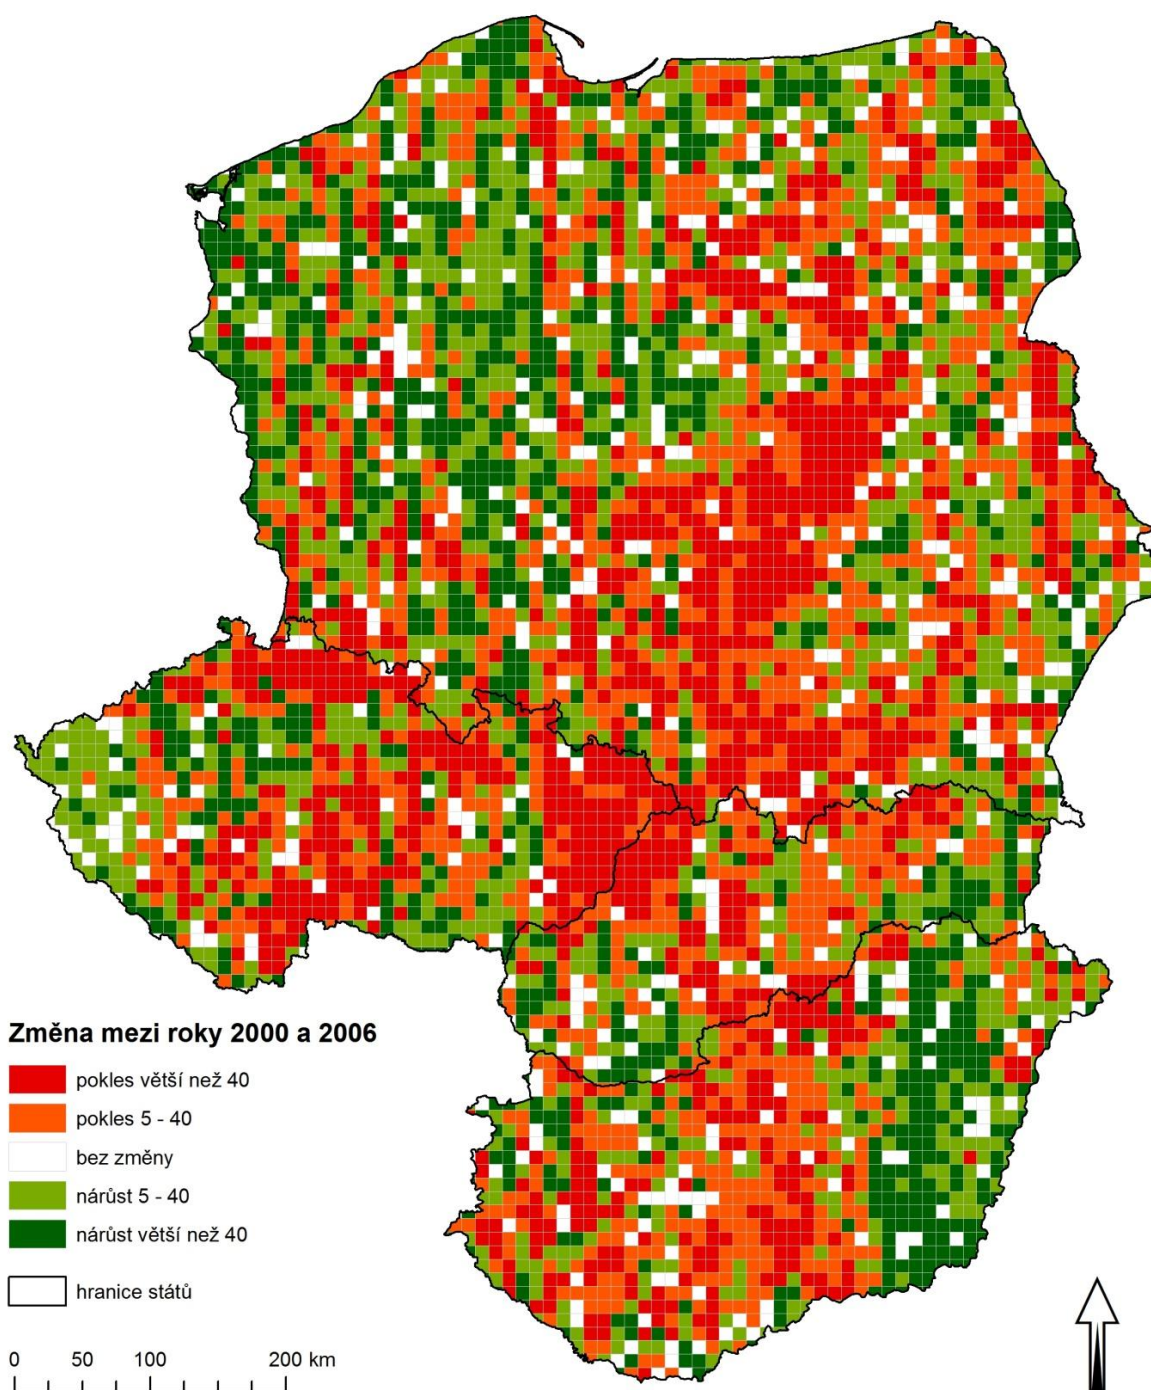 Změna mezi roky 2000 a 2006
pokles větší než 40
pokles 5 - 40
bez změny
nárůst 5 - 40
nárůst větší než 40
hranice států
0 50 100 200 km